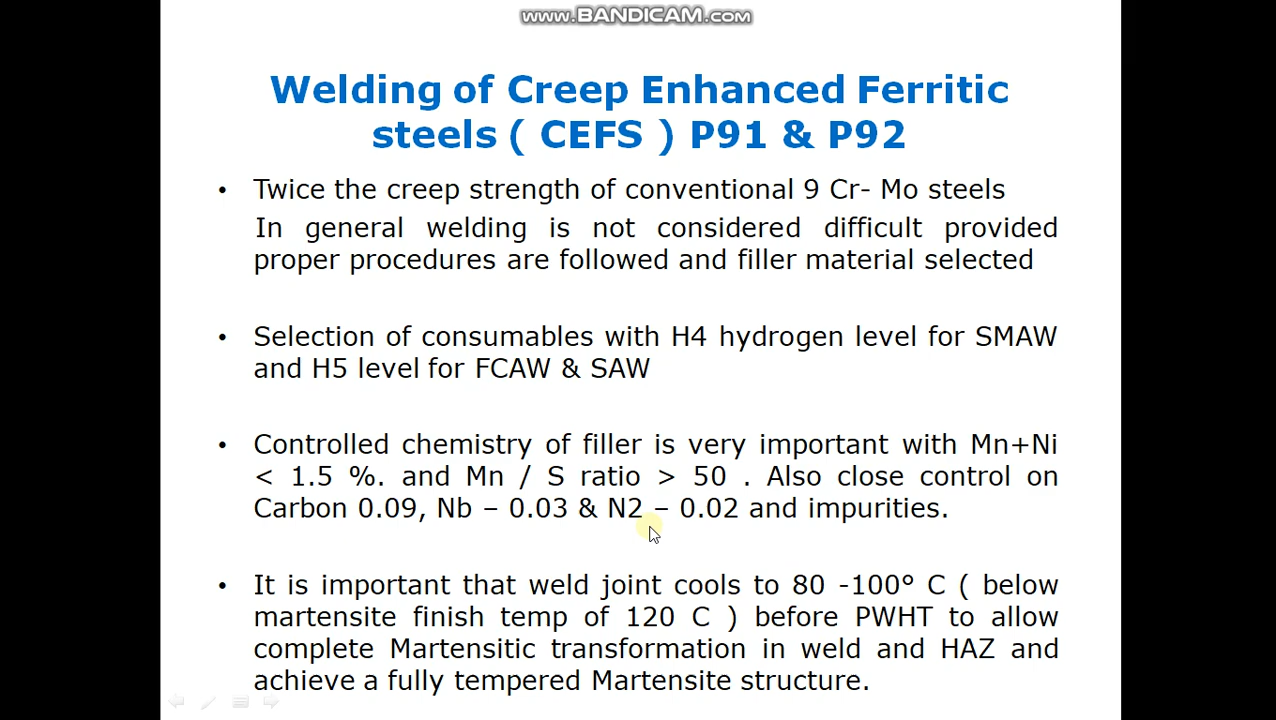 www.BANDICAM.com
Welding of Creep Enhanced Ferritic
steels ( CEFS ) P91 & P92
• Twice the creep strength of conventional 9 Cr- Mo steels
In general welding is not considered difficult provided
proper procedures are followed and filler material selected
• Selection of consumables with H4 hydrogen level for SMAW
and H5 level for FCAW & SAW
• Controlled chemistry of filler is very important with Mn+Ni
< 1.5 %. and Mn / S ratio > 50 . Also close control on
Carbon 0.09, Nb – 0.03 & N2 – 0.02 and impurities.
• It is important that weld joint cools to 80 -100° C ( below
martensite finish temp of 120 C ) before PWHT to allow
complete Martensitic transformation in weld and HAZ and
achieve a fully tempered Martensite structure.